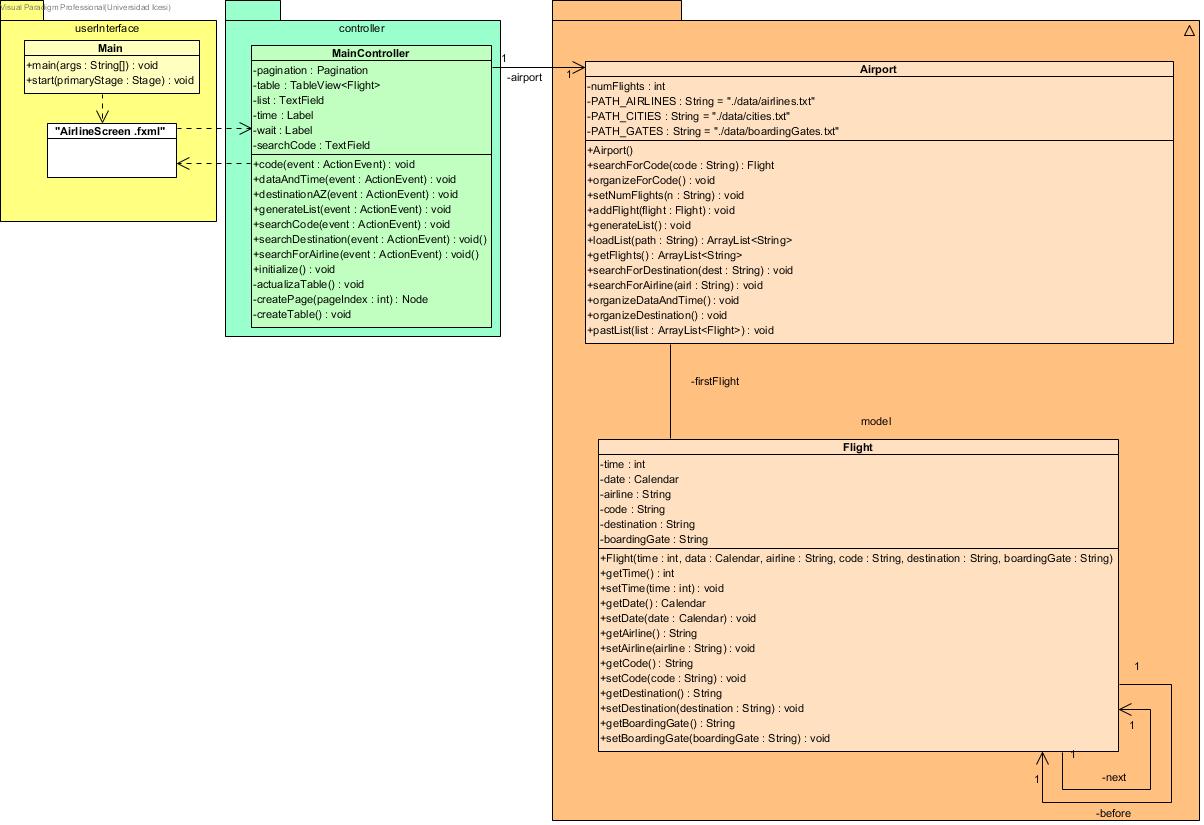 Visual Paradigm Professional(Universidad Icesi)
userInterface
Main
+main(args : String[]) : void
+start(primaryStage : Stage) : void
"AirlineScreen .fxml"
controller
MainController
-pagination : Pagination
-table : TableView<Flight>
-list : TextField
-time : Label
-wait : Label
-searchCode : TextField
+code(event : ActionEvent) : void
+dataAndTime(event : ActionEvent) : void
+destinationAZ(event : ActionEvent) : void
+generateList(event : ActionEvent) : void
+searchCode(event : ActionEvent) : void
+searchDestination(event : ActionEvent) : void()
+searchForAirline(event : ActionEvent) : void()
+initialize() : void
-actualizaTable() : void
-createPage(pageIndex : int) : Node
-createTable() : void
1
-airport
1
Airport
-numFlights : int
-PATH_AIRLINES : String = "./data/airlines.txt"
-PATH_CITIES : String = "./data/cities.txt"
-PATH_GATES : String = "./data/boardingGates.txt"
+Airport()
+searchForCode(code : String) : Flight
+organizeForCode() : void
+setNumFlights(n : String) : void
+addFlight(flight : Flight) : void
+generateList() : void
+loadList(path : String) : ArrayList<String>
+getFlights() : ArrayList<String>
+searchForDestination(dest : String) : void
+searchForAirline(airl : String) : void
+organizeDataAndTime() : void
+organizeDestination() : void
+pastList(list : ArrayList<Flight>) : void
-firstFlight
model
Flight
-time : int
-date : Calendar
-airline : String
-code : String
-destination : String
-boardingGate : String
+Flight(time : int, data : Calendar, airline : String, code : String, destination : String, boardingGate : String)
+getTime() : int
+setTime(time : int) : void
+getDate() : Calendar
+setDate(date : Calendar) : void
+getAirline() : String
+setAirline(airline : String) : void
+getCode() : String
+setCode(code : String) : void
+getDestination() : String
+setDestination(destination : String) : void
+getBoardingGate() : String
+setBoardingGate(boardingGate : String) : void
1
1
1
1
-next
-before